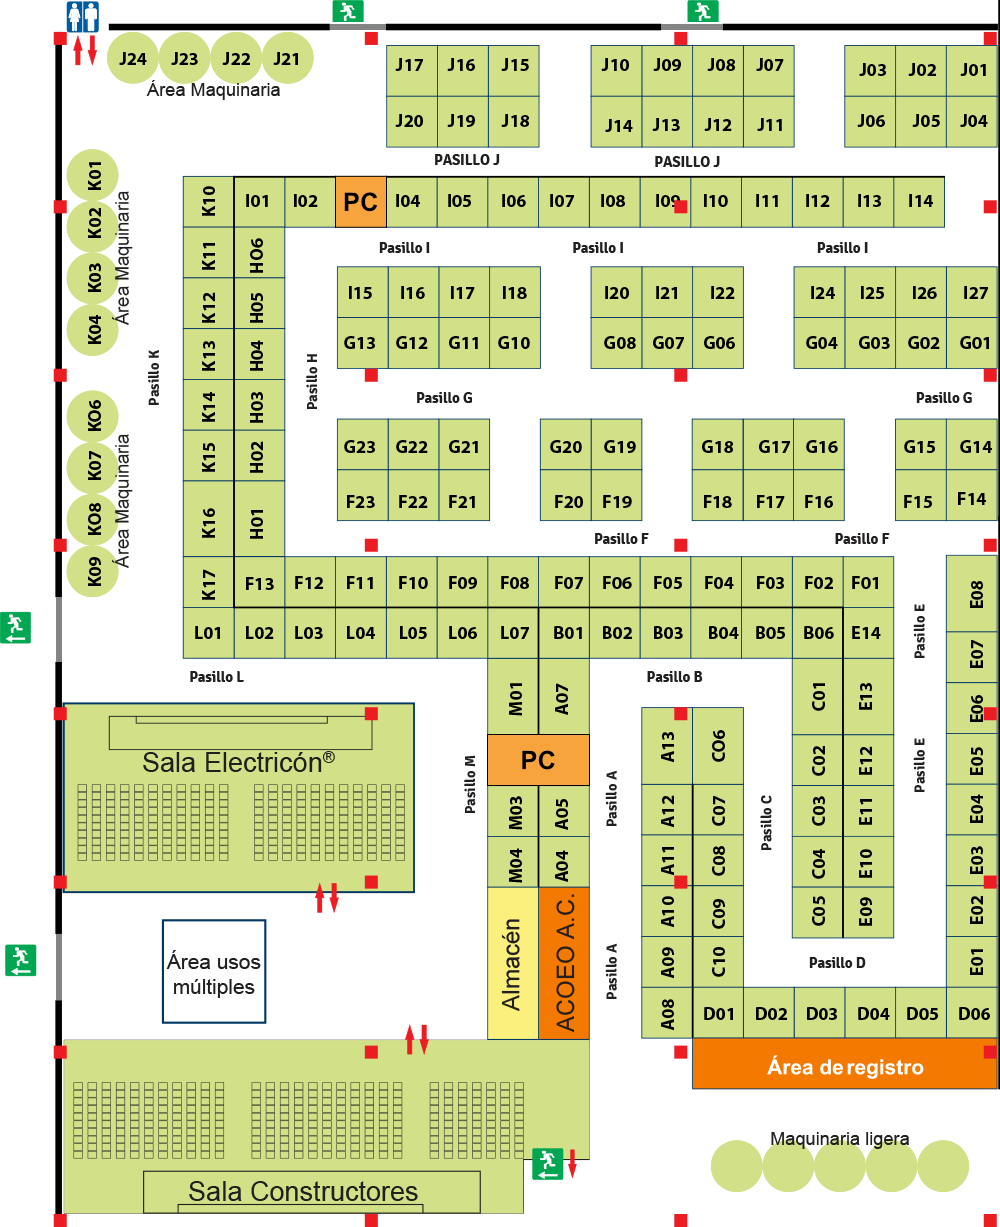 J24 J23 J22 J21
Área Maquinaria
J17 J16 J15 J10 J09 J08 J07 J03 J02 J01
J20 J19 J18 J14 J13 J12 J11 J06 J05 J04
PASILLO J PASILLO J
K01
K02
K03
K04
Área Maquinaria
K10 I01 I02 PC I04 I05 I06 I07 I08 I09 I10 I11 I12 I13 I14
Pasillo I Pasillo I Pasillo I
K11 HO6
K12 H05
K13 H04
K14 H03
K15 H02
K16 H01
Pasillo K
Pasillo H
I15 I16 I17 I18 I20 I21 I22 I24 I25 I26 I27
G13 G12 G11 G10 G08 G07 G06 G04 G03 G02 G01
Pasillo G Pasillo G
KO6
K07
KO8
K09
Área Maquinaria
G23 G22 G21 G20 G19 G18 G17 G16 G15 G14
F23 F22 F21 F20 F19 F18 F17 F16 F15 F14
Pasillo F Pasillo F
K17 F13 F12 F11 F10 F09 F08 F07 F06 F05 F04 F03 F02 F01
L01 L02 L03 L04 L05 L06 L07 B01 B02 B03 B04 B05 B06 E14
Pasillo E
E08
E07
E06
E05
E04
E03
E02
E01
Pasillo L
Pasillo B
M01 A07
C01 E13
Sala Electricón®
Pasillo M
PC
Pasillo A
A13 CO6
Pasillo C
C02 E12
Pasillo E
M03 A05
A12 C07
C03 E11
M04 A04
A11 C08
C04 E10
Almacén
ACOEO A.C.
Pasillo A
A10 C09
C05 E09
A09 C10
Pasillo D
Área usos
múltiples
A08 D01 D02 D03 D04 D05 D06
Área de registro
Maquinaria ligera
Sala Constructores